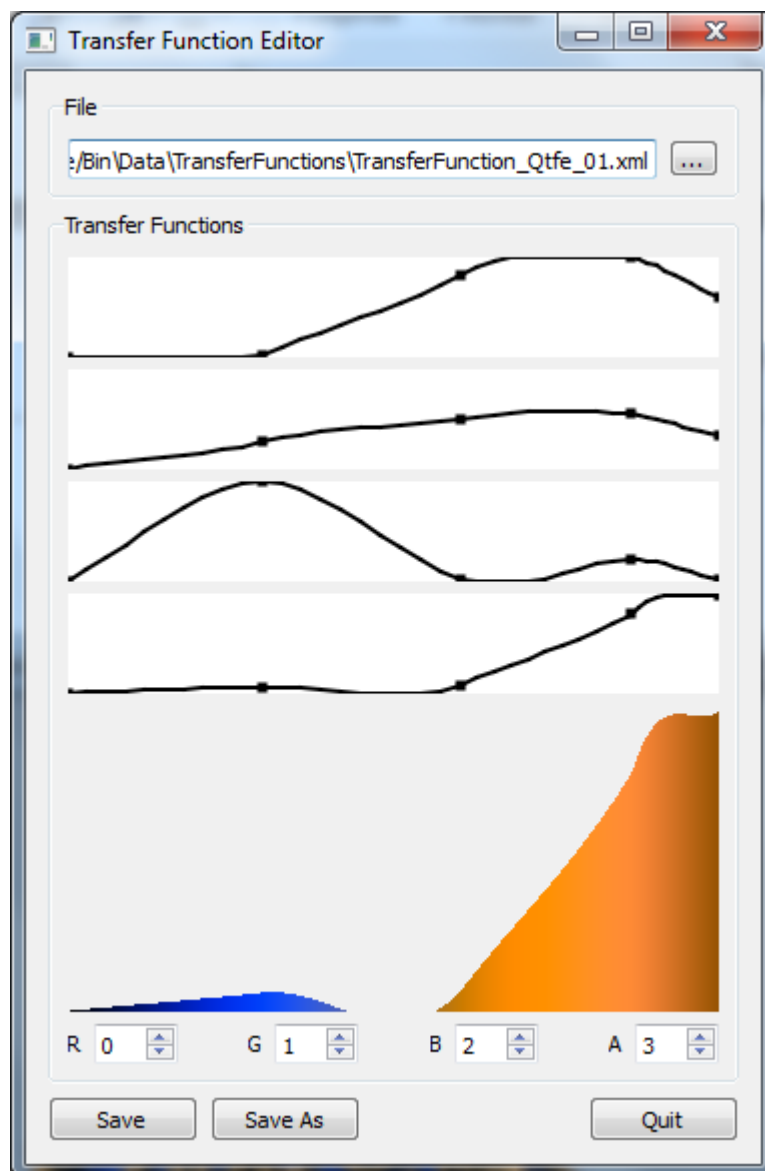 Transfer Function Editor
File
e/Bin\Data\TransferFunctions\TransferFunction_Qtfe_01.xml ...
Transfer Functions
R 0 G 1 B 2 A 3
Save Save As Quit